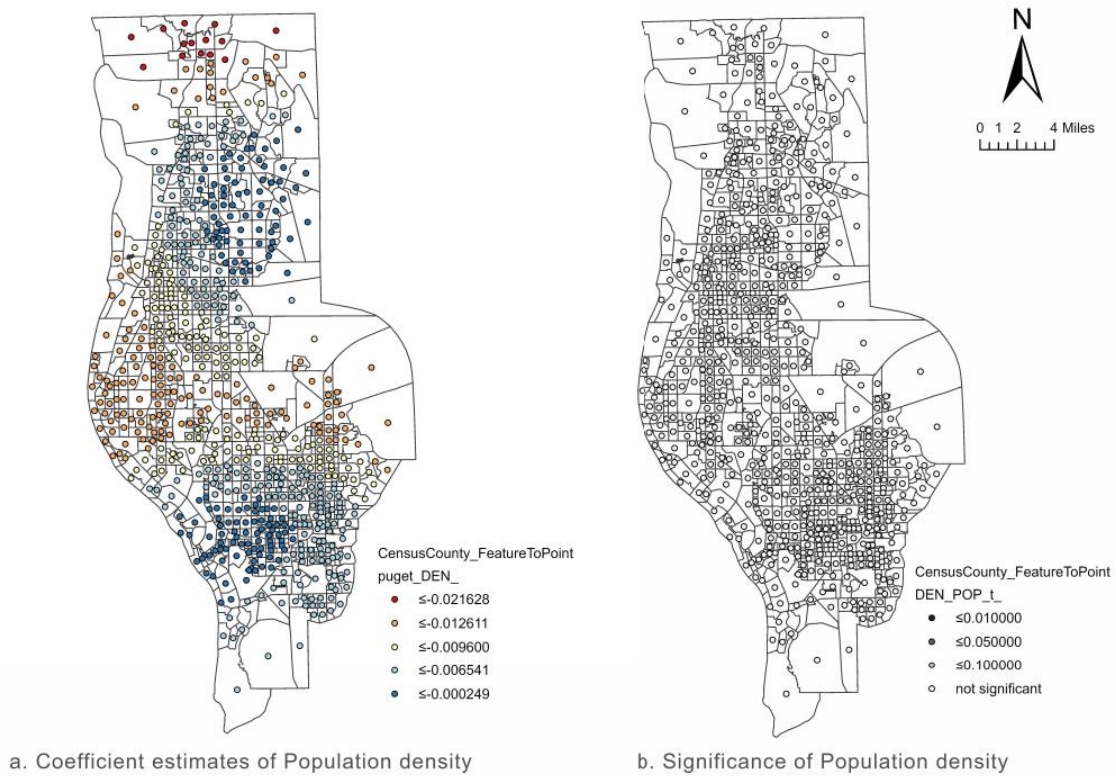 N
0 1 2 4 Miles
CensusCounty_FeatureToPoint
puget_DEN_
≤-0.021628
≤-0.012611
≤-0.009600
≤-0.006541
≤-0.000249
CensusCounty_FeatureToPoint
DEN_POP_t_
≤0.010000
≤0.050000
≤0.100000
not significant
a. Coefficient estimates of Population density
b. Significance of Population density